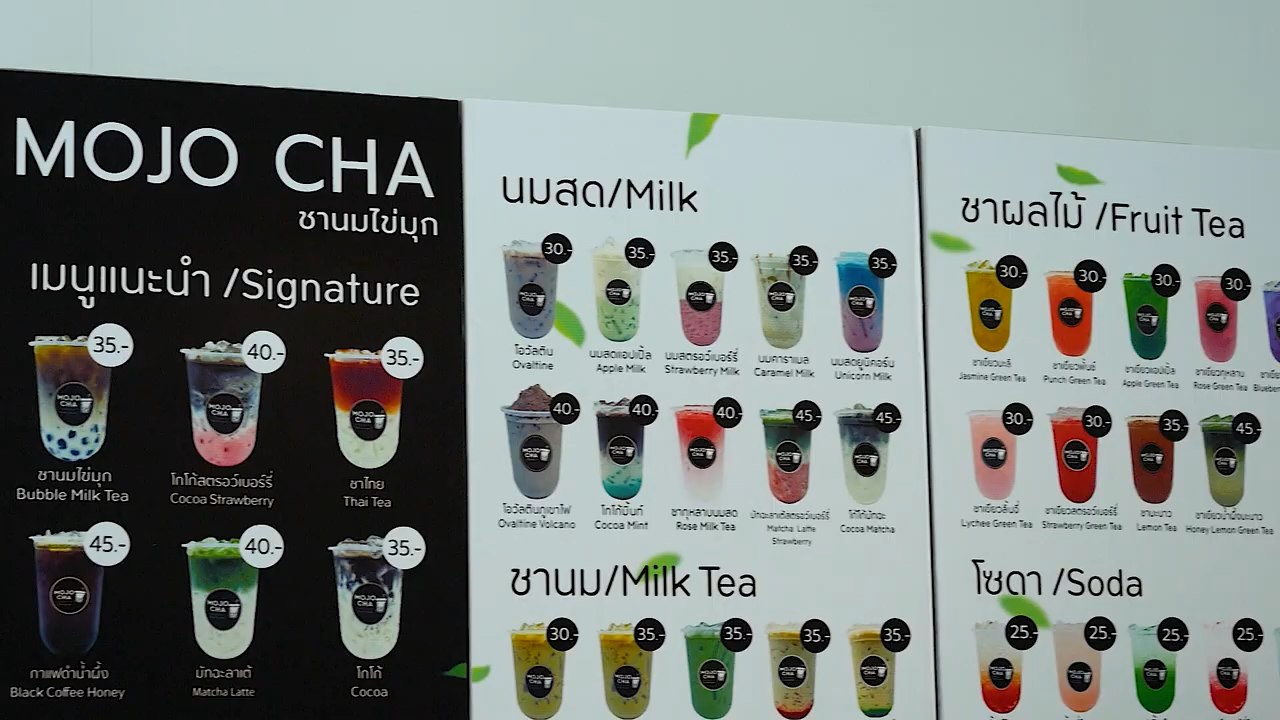 MOJO CHA
ชานมไข่มุก
เมนูแนะนำ /Signature
35.- 40.- 35.-
ชานมไข่มุก โกโก้สตรอว์เบอร์รี่ ชาไทย
Bubble Milk Tea Cocoa Strawberry Thai Tea
45.- 40.- 35.-
กาแฟดำน้ำผึ้ง มัทฉะลาเต้ โกโก้
Black Coffee Honey Matcha Latte Cocoa
นมสด/Milk
30.- 35.- 35.- 35.- 35.-
โอวัลติน นมสดแอปเปิ้ล นมสดสตรอว์เบอร์รี่ นมคาราเมล นมสดยูนิคอร์น
Ovaltine Apple Milk Strawberry Milk Caramel Milk Unicorn Milk
40.- 40.- 40.- 45.- 45.-
โอวัลตินภูเขาไฟ โกโก้มิ้นท์ ชากุหลาบนมสด มัทฉะลาเต้สตรอว์เบอร์รี่ โกโก้มัทฉะ
Ovaltine Volcano Cocoa Mint Rose Milk Tea Matcha Latte Strawberry Cocoa Matcha
ชานม/Milk Tea
30.- 35.- 35.- 35.- 35.-
ชาผลไม้ /Fruit Tea
30.- 30.- 30.- 30.-
ชาเขียวมะลิ ชาเขียวพั้นช์ ชาเขียวแอปเปิ้ล ชาเขียวกุหลาบ
Jasmine Green Tea Punch Green Tea Apple Green Tea Rose Green Tea
30.- 30.- 35.- 45.-
ชาเขียวลิ้นจี่ ชาเขียวสตรอว์เบอร์รี่ ชามะนาว ชาเขียวน้ำผึ้งมะนาว
Lychee Green Tea Strawberry Green Tea Lemon Tea Honey Lemon Green Tea
โซดา /Soda
25.- 25.- 25.- 25.-